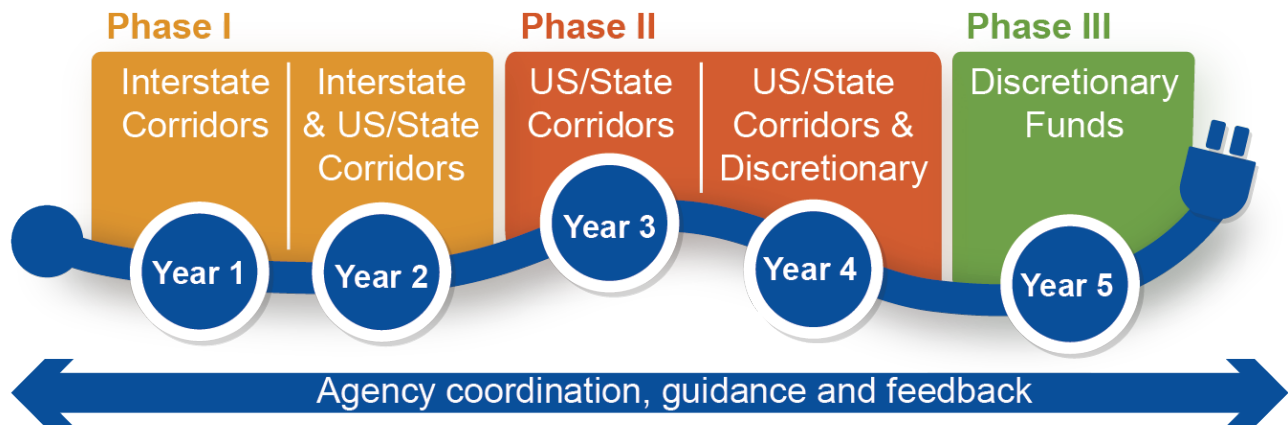 Phase I
Interstate
Corridors
Interstate
& US/State
Corridors
Phase II
US/State
Corridors
US/State
Corridors &
Discretionary
Phase III
Discretionary
Funds
Year 1
Year 2
Year 3
Year 4
Year 5
Agency coordination, guidance and feedback